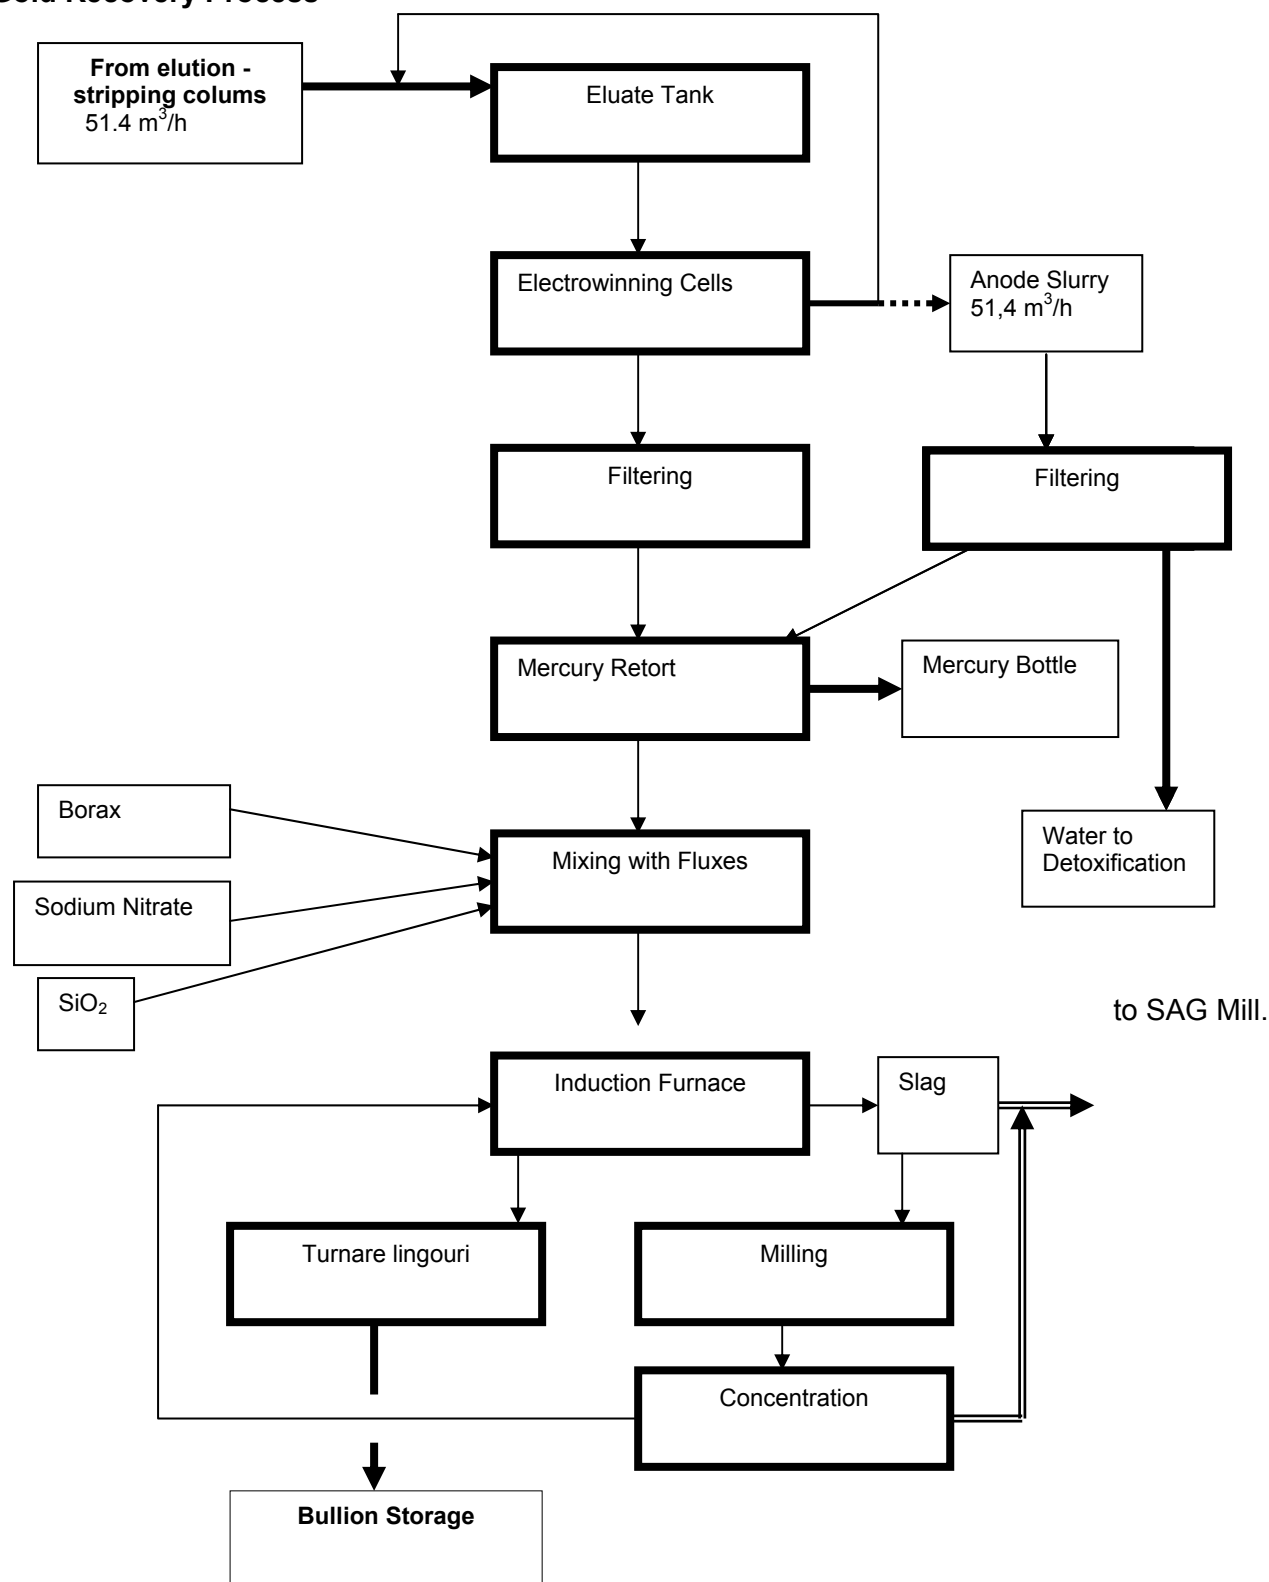 Gold Recovery Process
From elution -
stripping colums
51.4 m³/h
Eluate Tank
Electrowinning Cells
Anode Slurry
51,4 m³/h
Filtering
Filtering
Mercury Retort
Mercury Bottle
Borax
Mixing with Fluxes
Water to
Detoxification
Sodium Nitrate
SiO₂
to SAG Mill.
Induction Furnace
Slag
Turnare lingouri
Milling
Concentration
Bullion Storage